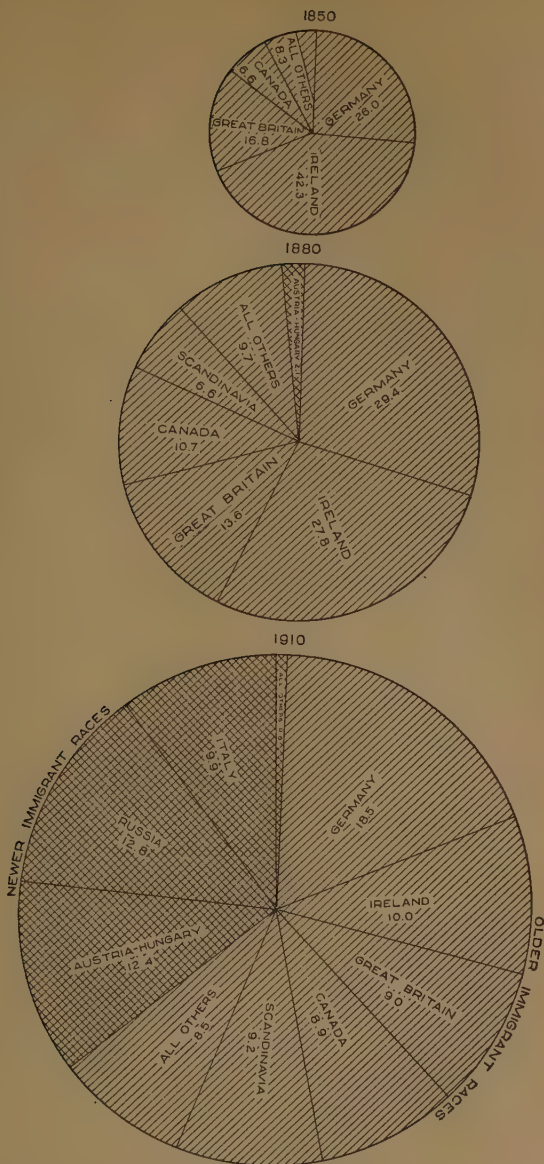 1850
GERMANY
26.0
IRELAND
42.3
GREAT BRITAIN
16.8
CANADA
6.6
ALL OTHERS
8.3
1880
GERMANY
29.4
IRELAND
27.8
GREAT BRITAIN
13.6
CANADA
10.7
SCANDINAVIA
6.6
ALL OTHERS
9.7
AUSTRIA-HUNGARY 2.1
1910
GERMANY
18.5
IRELAND
10.0
GREAT BRITAIN
9.0
CANADA
8.9
SCANDINAVIA
9.2
ALL OTHERS
8.5
AUSTRIA-HUNGARY
12.4
RUSSIA
12.8
ITALY
9.9
ALL OTHERS
NEWER IMMIGRANT RACES
OLDER IMMIGRANT RACES